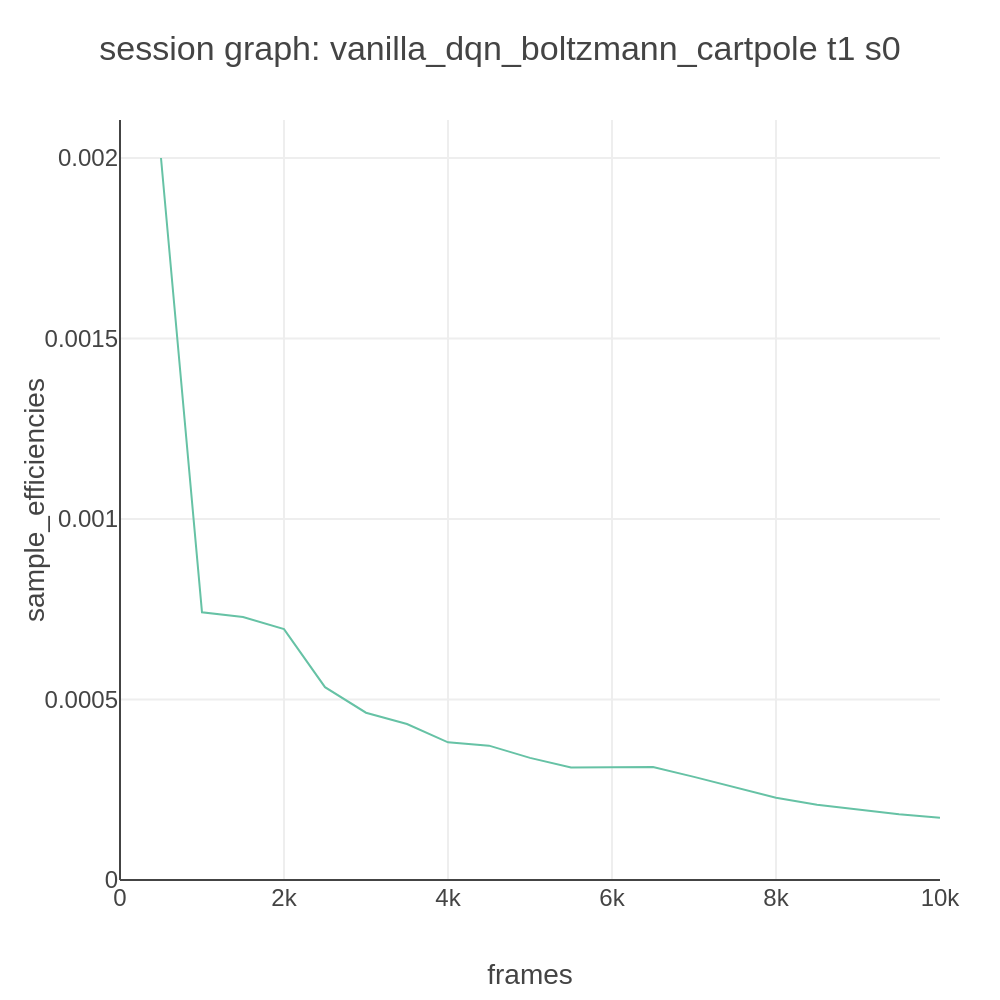 session graph: vanilla_dqn_boltzmann_cartpole t1 s0
0.002
0.0015
0.001
0.0005
0
sample_efficiencies
0
2k
4k
6k
8k
10k
frames